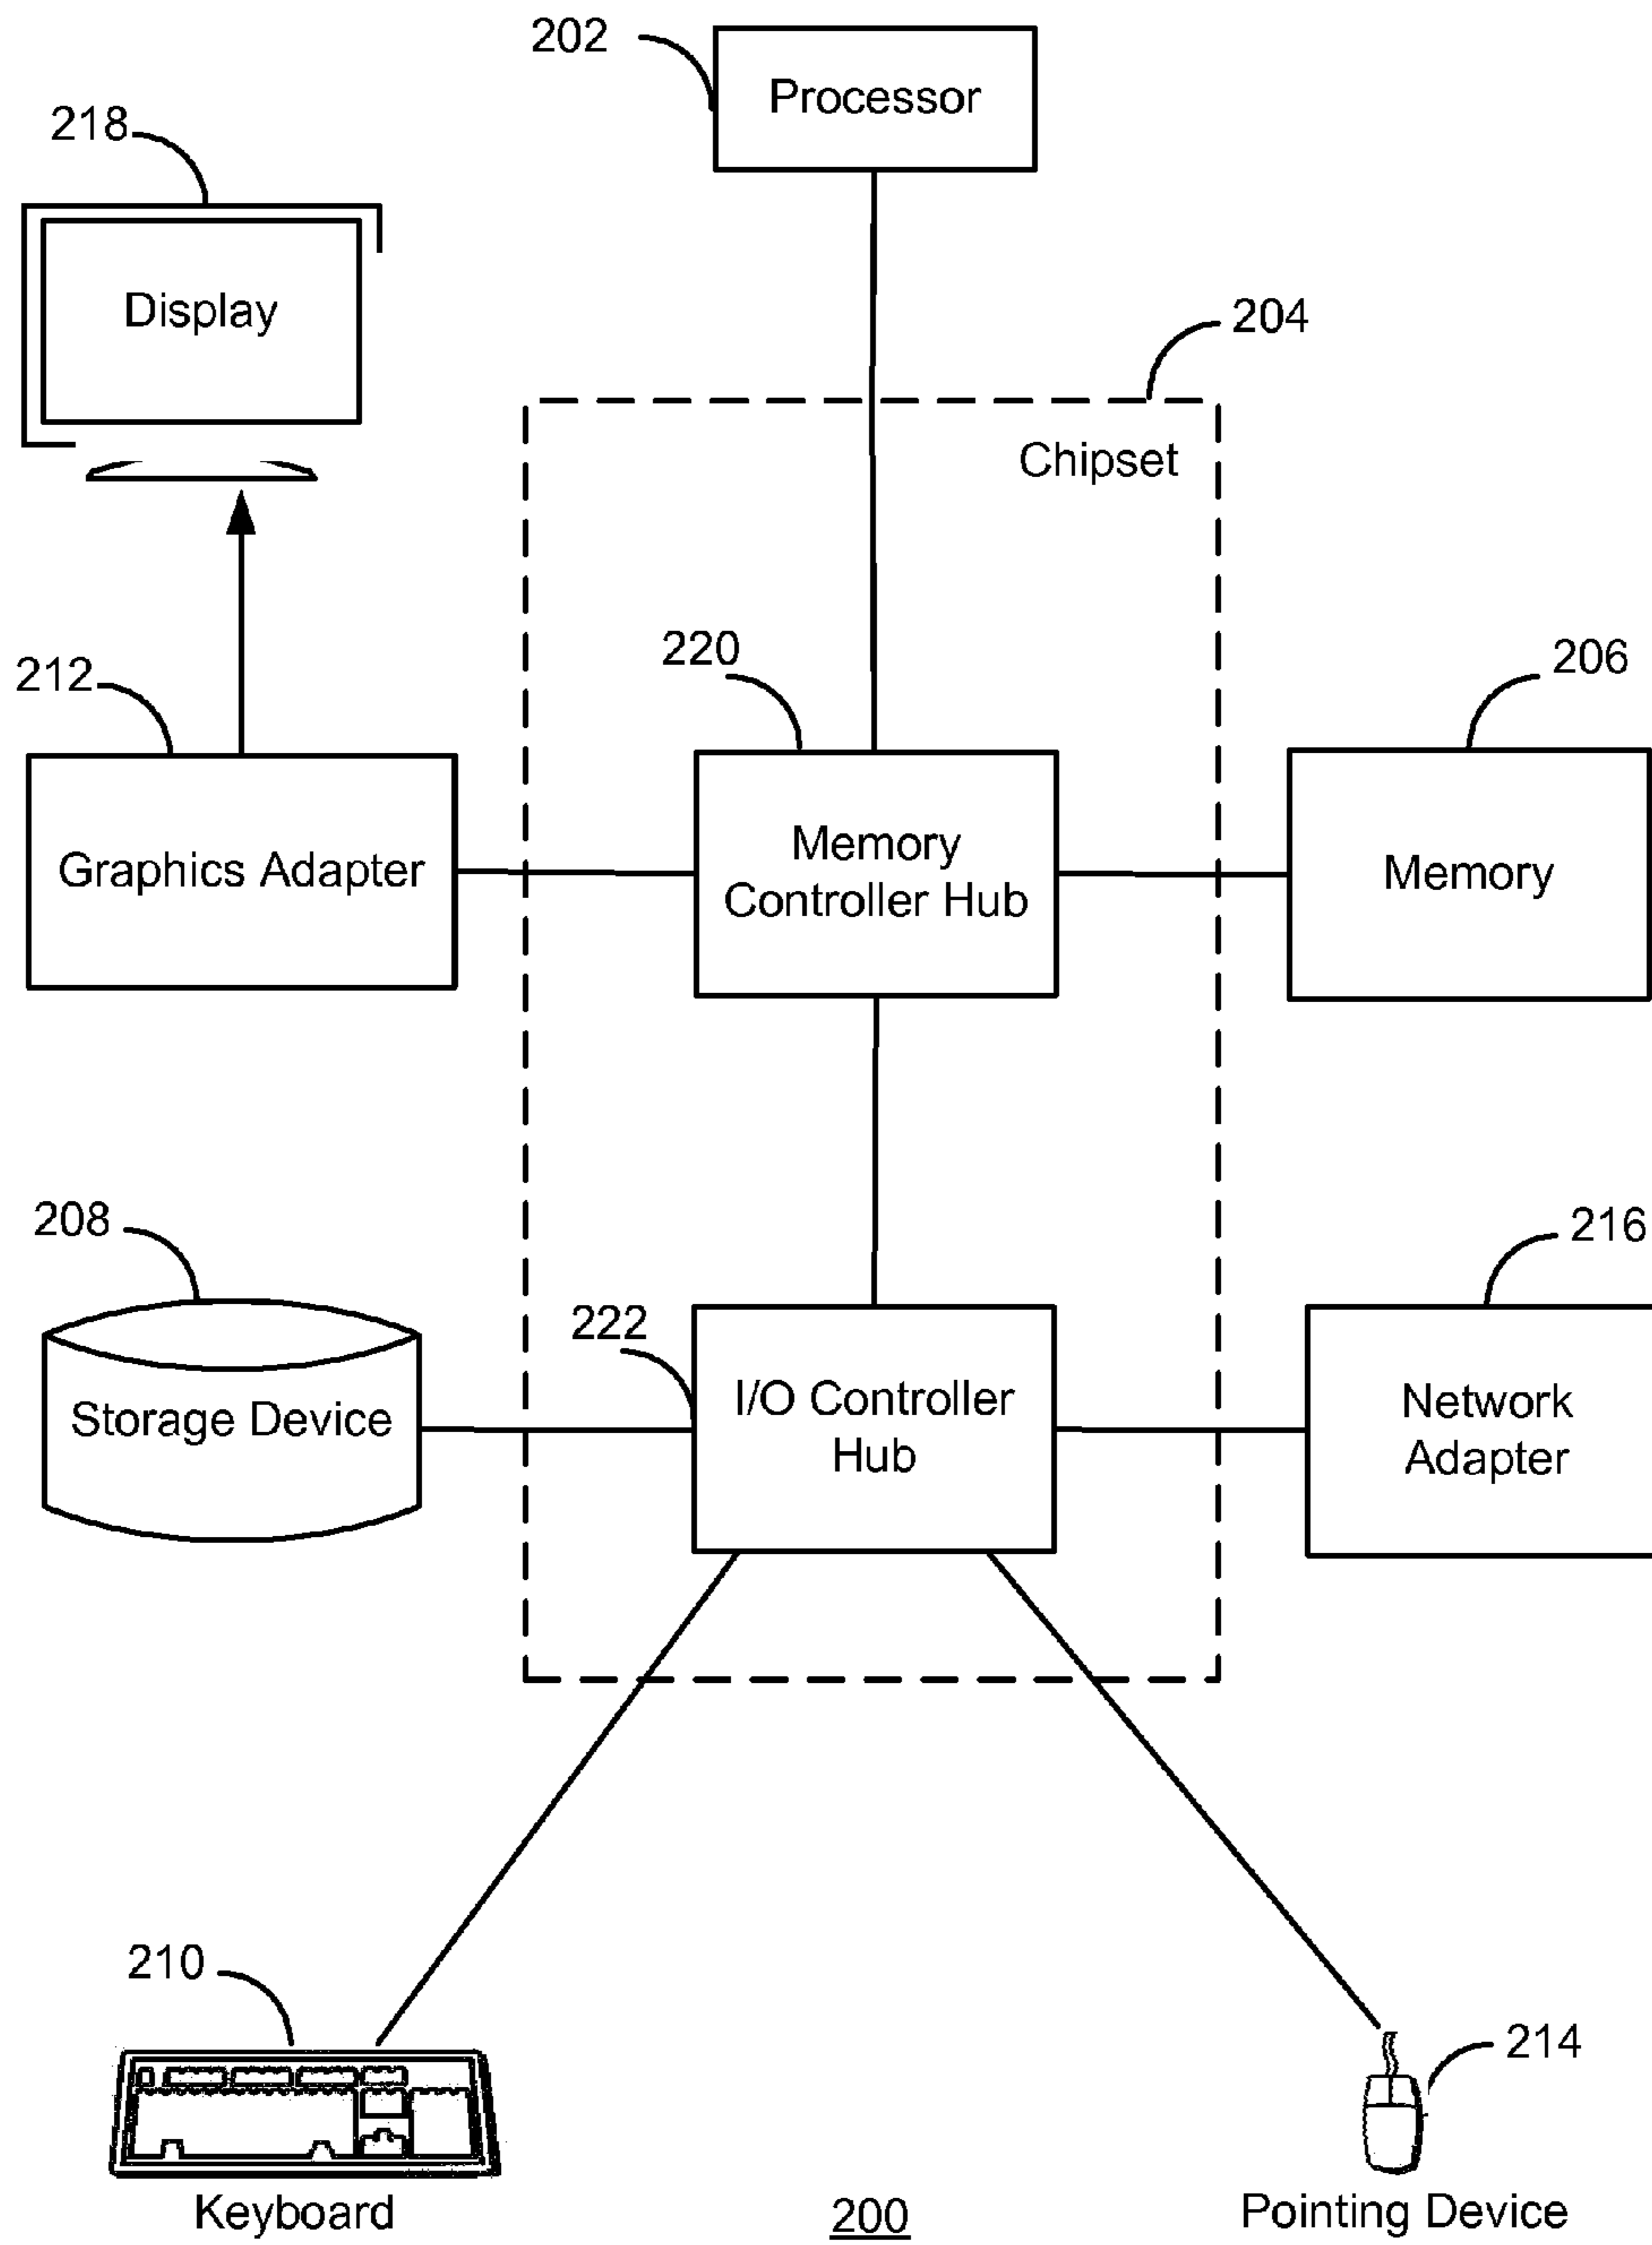 202
Processor
218
Display
204
Chipset
212
220
206
Graphics Adapter
Memory
Controller Hub
Memory
208
222
216
Storage Device
I/O Controller
Hub
Network
Adapter
210
214
Keyboard
200
Pointing Device